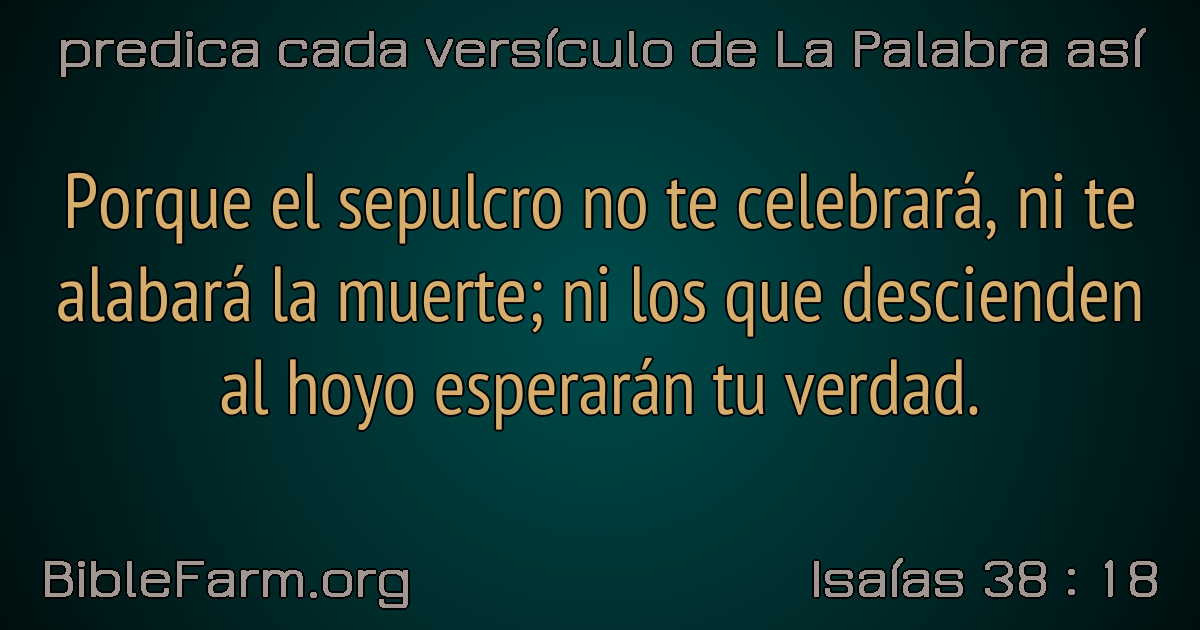 predica cada versículo de La Palabra así
Porque el sepulcro no te celebrará, ni te
alabará la muerte; ni los que descienden
al hoyo esperarán tu verdad.
BibleFarm.org
Isaías 38 : 18